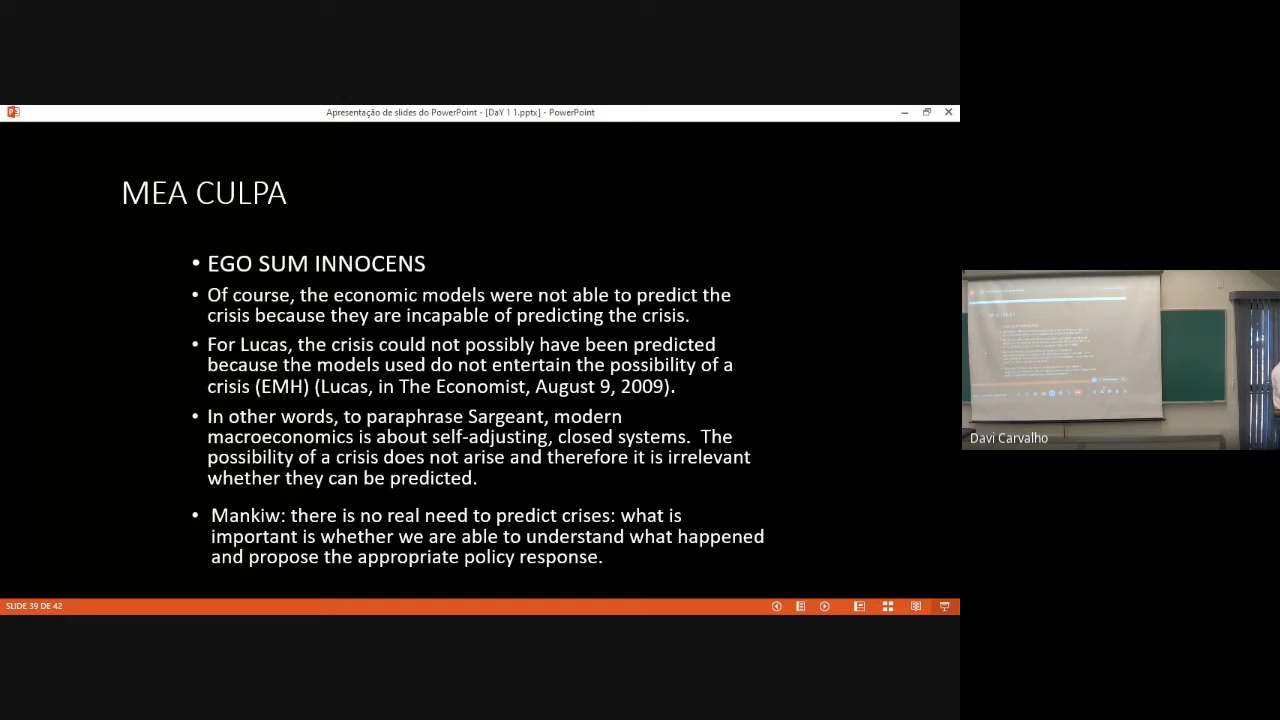 Apresentação de slides do PowerPoint - [DaY 1 1.pptx] - PowerPoint
MEA CULPA
• EGO SUM INNOCENS
• Of course, the economic models were not able to predict the
crisis because they are incapable of predicting the crisis.
• For Lucas, the crisis could not possibly have been predicted
because the models used do not entertain the possibility of a
crisis (EMH) (Lucas, in The Economist, August 9, 2009).
• In other words, to paraphrase Sargeant, modern
macroeconomics is about self-adjusting, closed systems. The
possibility of a crisis does not arise and therefore it is irrelevant
whether they can be predicted.
• Mankiw: there is no real need to predict crises: what is
important is whether we are able to understand what happened
and propose the appropriate policy response.
SLIDE 39 DE 42
Davi Carvalho